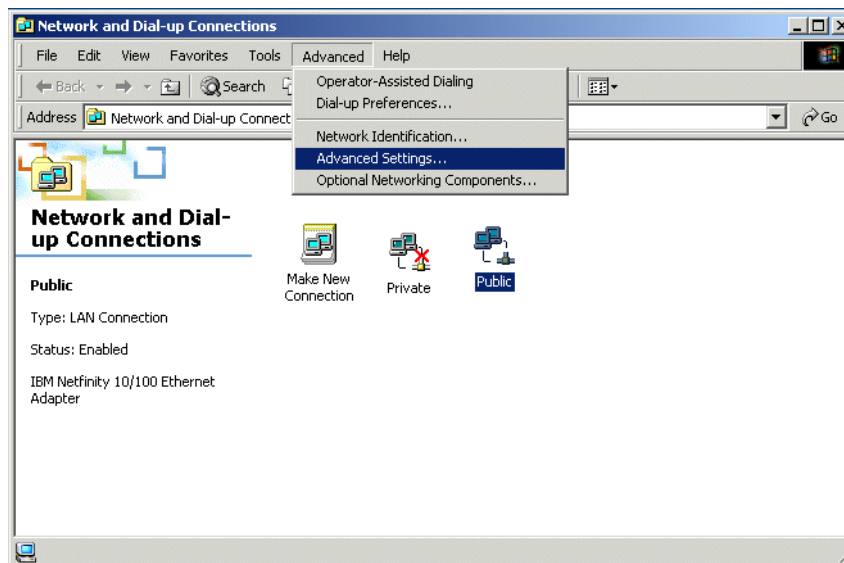 Network and Dial-up Connections
File Edit View Favorites Tools Advanced Help
Back Search
Address Network and Dial-up Connect Go
Operator-Assisted Dialing
Dial-up Preferences...
Network Identification...
Advanced Settings...
Optional Networking Components...
Network and Dial-
up Connections
Public
Type: LAN Connection
Status: Enabled
IBM Netfinity 10/100 Ethernet
Adapter
Make New
Connection
Private
Public